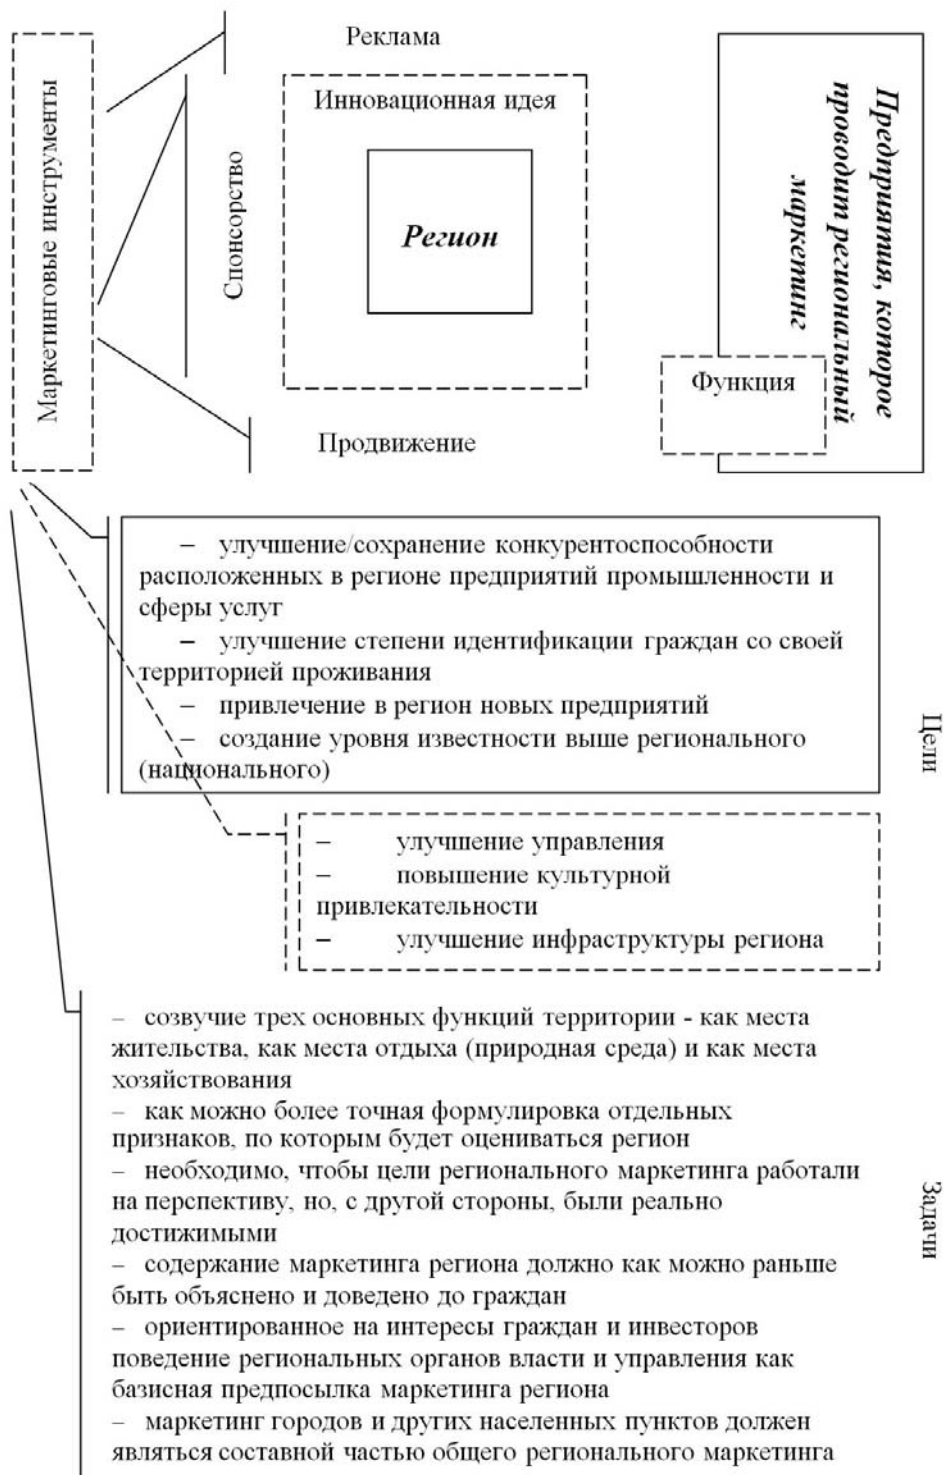 Маркетинговые инструменты
Реклама
Спонсорство
Инновационная идея
Регион
Продвижение
Предприятия, которое
проводит региональный
маркетинг
Функция
– улучшение/сохранение конкурентоспособности
расположенных в регионе предприятий промышленности и
сферы услуг
– улучшение степени идентификации граждан со своей
территорией проживания
– привлечение в регион новых предприятий
– создание уровня известности выше регионального
(национального)
Цели
– улучшение управления
– повышение культурной
привлекательности
– улучшение инфраструктуры региона
– созвучие трех основных функций территории - как места
жительства, как места отдыха (природная среда) и как места
хозяйствования
– как можно более точная формулировка отдельных
признаков, по которым будет оцениваться регион
– необходимо, чтобы цели регионального маркетинга работали
на перспективу, но, с другой стороны, были реально
достижимыми
– содержание маркетинга региона должно как можно раньше
быть объяснено и доведено до граждан
– ориентированное на интересы граждан и инвесторов
поведение региональных органов власти и управления как
базисная предпосылка маркетинга региона
– маркетинг городов и других населенных пунктов должен
являться составной частью общего регионального маркетинга
Задачи